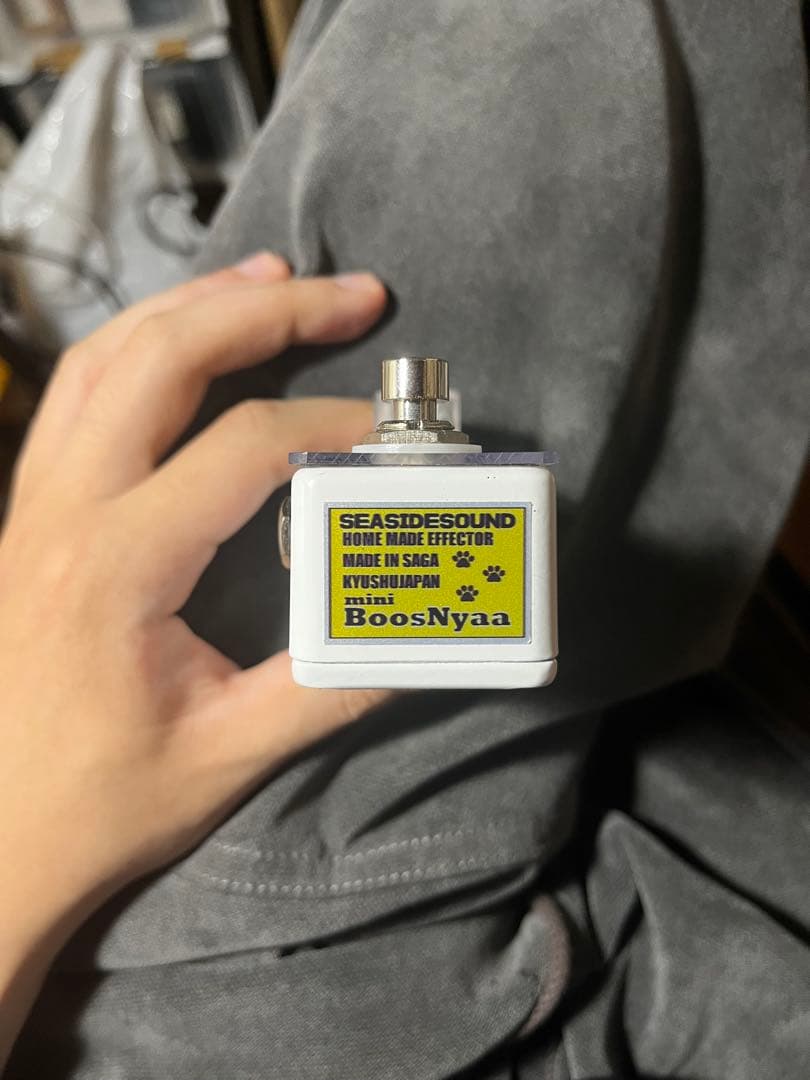 SEASIDESOUND
HOME MADE EFFECTOR
MADE IN SAGA
KYUSHUJAPAN
mini
BoosNyaa